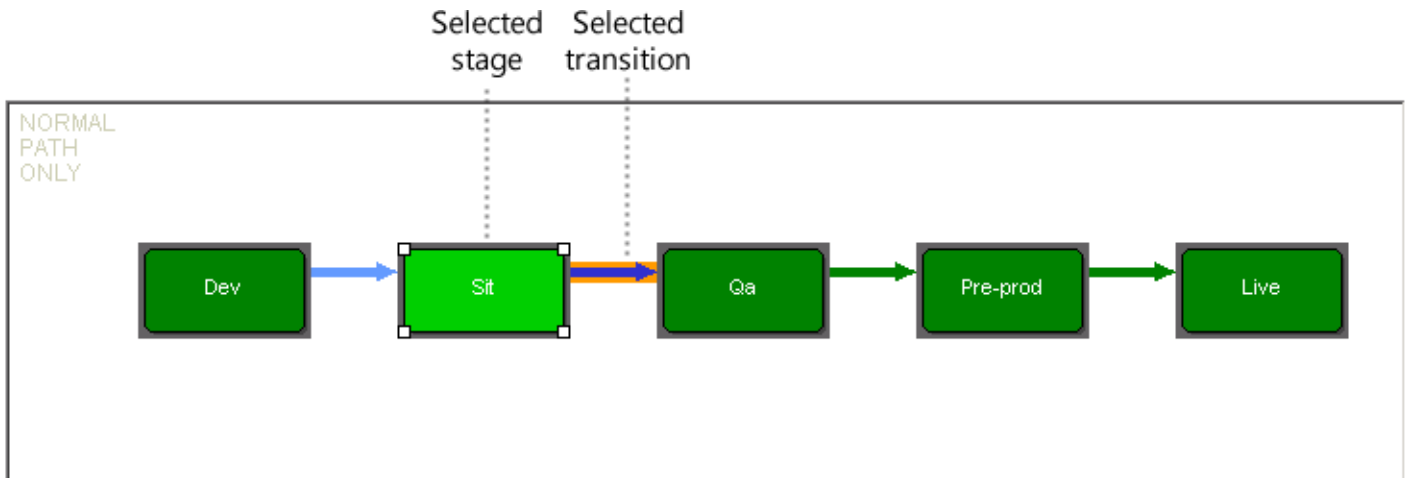 Selected Selected
stage transition
NORMAL
PATH
ONLY
Dev Sit Qa Pre-prod Live